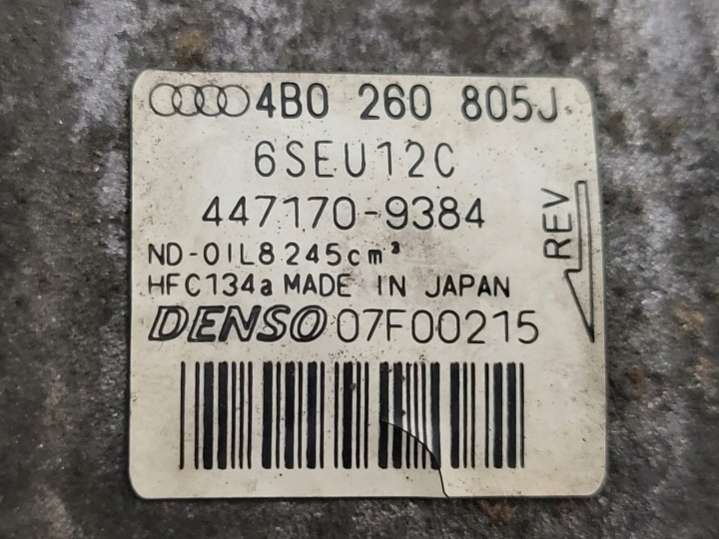 4B0 260 805J
6SEU12C
447170-9384
REV
ND-OIL8 245cm³
HFC134a MADE IN JAPAN
DENSO 07F00215